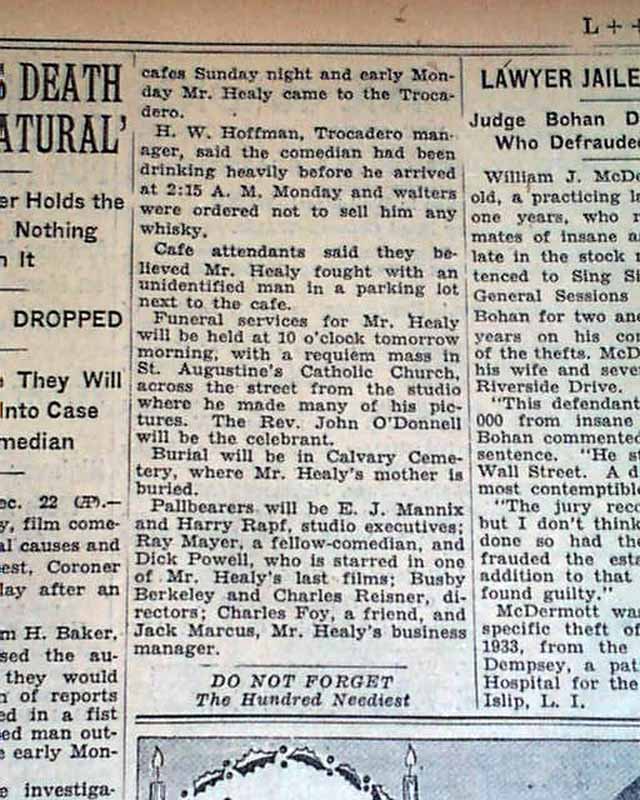 L + +
S DEATH
ATURAL'
er Holds the
Nothing
n It
DROPPED
e They Will
Into Case
median
ec. 22 (AP).—
y, film come-
al causes and
est, Coroner
lay after an
m H. Baker,
sed the au-
they would
n of reports
ed in a fist
ed man out-
e early Mon-
e investiga-
cafes Sunday night and early Mon-
day Mr. Healy came to the Troca-
dero.
H. W. Hoffman, Trocadero man-
ager, said the comedian had been
drinking heavily before he arrived
at 2:15 A. M. Monday and waiters
were ordered not to sell him any
whisky.
Cafe attendants said they be-
lieved Mr. Healy fought with an
unidentified man in a parking lot
next to the cafe.
Funeral services for Mr. Healy
will be held at 10 o'clock tomorrow
morning, with a requiem mass in
St. Augustine's Catholic Church,
across the street from the studio
where he made many of his pic-
tures. The Rev. John O'Donnell
will be the celebrant.
Burial will be in Calvary Ceme-
tery, where Mr. Healy's mother is
buried.
Pallbearers will be E. J. Mannix
and Harry Rapf, studio executives;
Ray Mayer, a fellow-comedian, and
Dick Powell, who is starred in one
of Mr. Healy's last films; Busby
Berkeley and Charles Reisner, di-
rectors; Charles Foy, a friend, and
Jack Marcus, Mr. Healy's business
manager.
DO NOT FORGET
The Hundred Neediest
LAWYER JAILE
Judge Bohan D
Who Defraude
William J. McDe
old, a practicing la
one years, who
mates of insane a
late in the stock
tenced to Sing Si
General Sessions
Bohan for two and
years on his co
of the thefts. McD
his wife and seve
Riverside Drive.
"This defendant
000 from insane
Bohan commented
sentence. "He st
Wall Street. A d
most contemptible
"The jury reco
but I don't think
done so had the
frauded the esta
addition to that
found guilty."
McDermott was
specific theft of
1933, from the
Dempsey, a pat
Hospital for the
Islip, L. I.